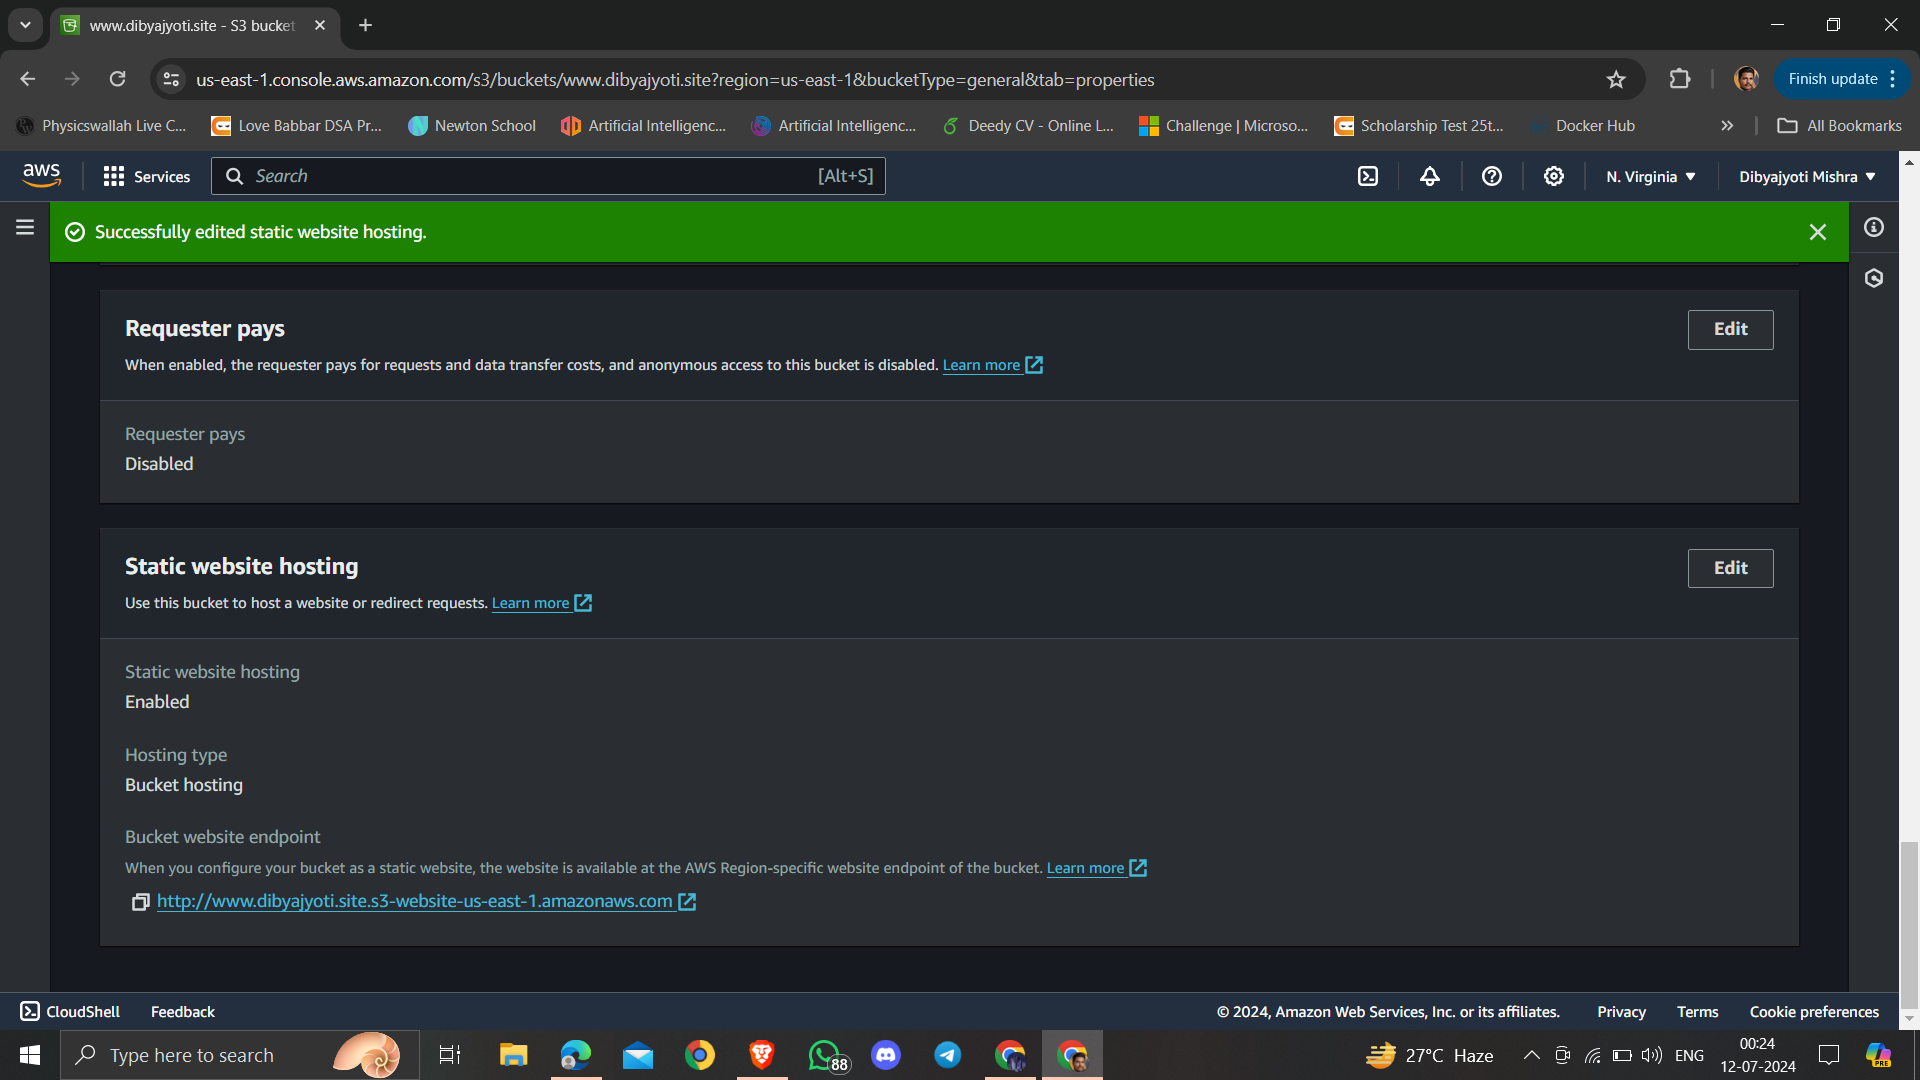 www.dibyajyoti.site - S3 bucket
us-east-1.console.aws.amazon.com/s3/buckets/www.dibyajyoti.site?region=us-east-1&bucketType=general&tab=properties
Finish update
Physicswallah Live C...
Love Babbar DSA Pr...
Newton School
Artificial Intelligenc...
Artificial Intelligenc...
Deedy CV - Online L...
Challenge | Microso...
Scholarship Test 25t...
Docker Hub
All Bookmarks
aws
Services
Search
[Alt+S]
N. Virginia
Dibyajyoti Mishra
Successfully edited static website hosting.
Requester pays
Edit
When enabled, the requester pays for requests and data transfer costs, and anonymous access to this bucket is disabled. Learn more
Requester pays
Disabled
Static website hosting
Edit
Use this bucket to host a website or redirect requests. Learn more
Static website hosting
Enabled
Hosting type
Bucket hosting
Bucket website endpoint
When you configure your bucket as a static website, the website is available at the AWS Region-specific website endpoint of the bucket. Learn more
http://www.dibyajyoti.site.s3-website-us-east-1.amazonaws.com
CloudShell
Feedback
© 2024, Amazon Web Services, Inc. or its affiliates.
Privacy
Terms
Cookie preferences
Type here to search
88
27°C Haze
ENG
00:24
12-07-2024
PRE